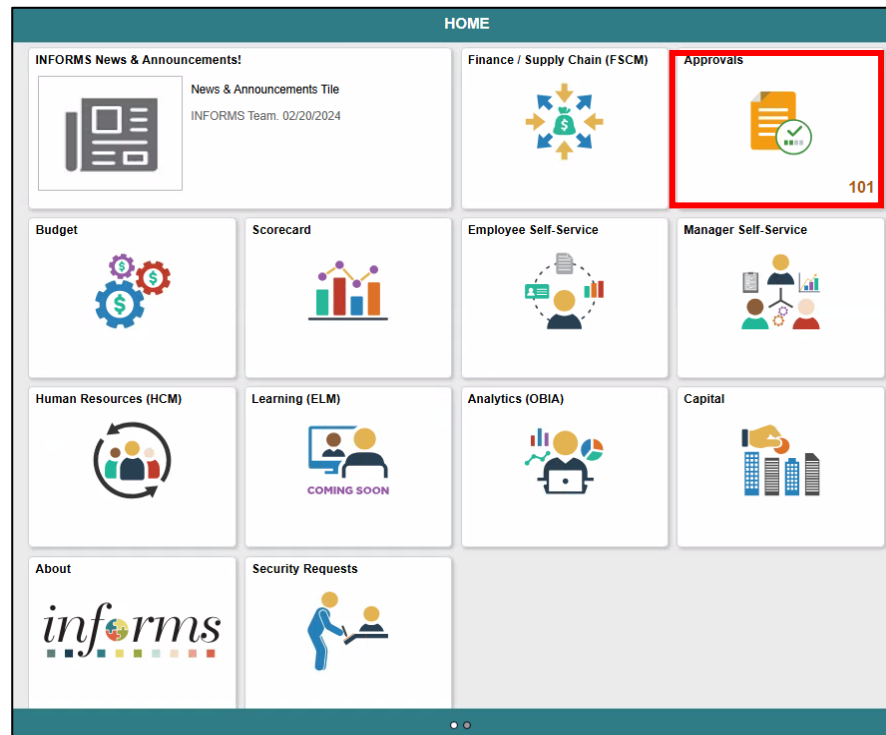 HOME
INFORMS News & Announcements!
News & Announcements Tile
INFORMS Team. 02/20/2024
Finance / Supply Chain (FSCM)
Approvals
101
Budget
Scorecard
Employee Self-Service
Manager Self-Service
Human Resources (HCM)
Learning (ELM)
COMING SOON
Analytics (OBIA)
Capital
About
informs
Security Requests